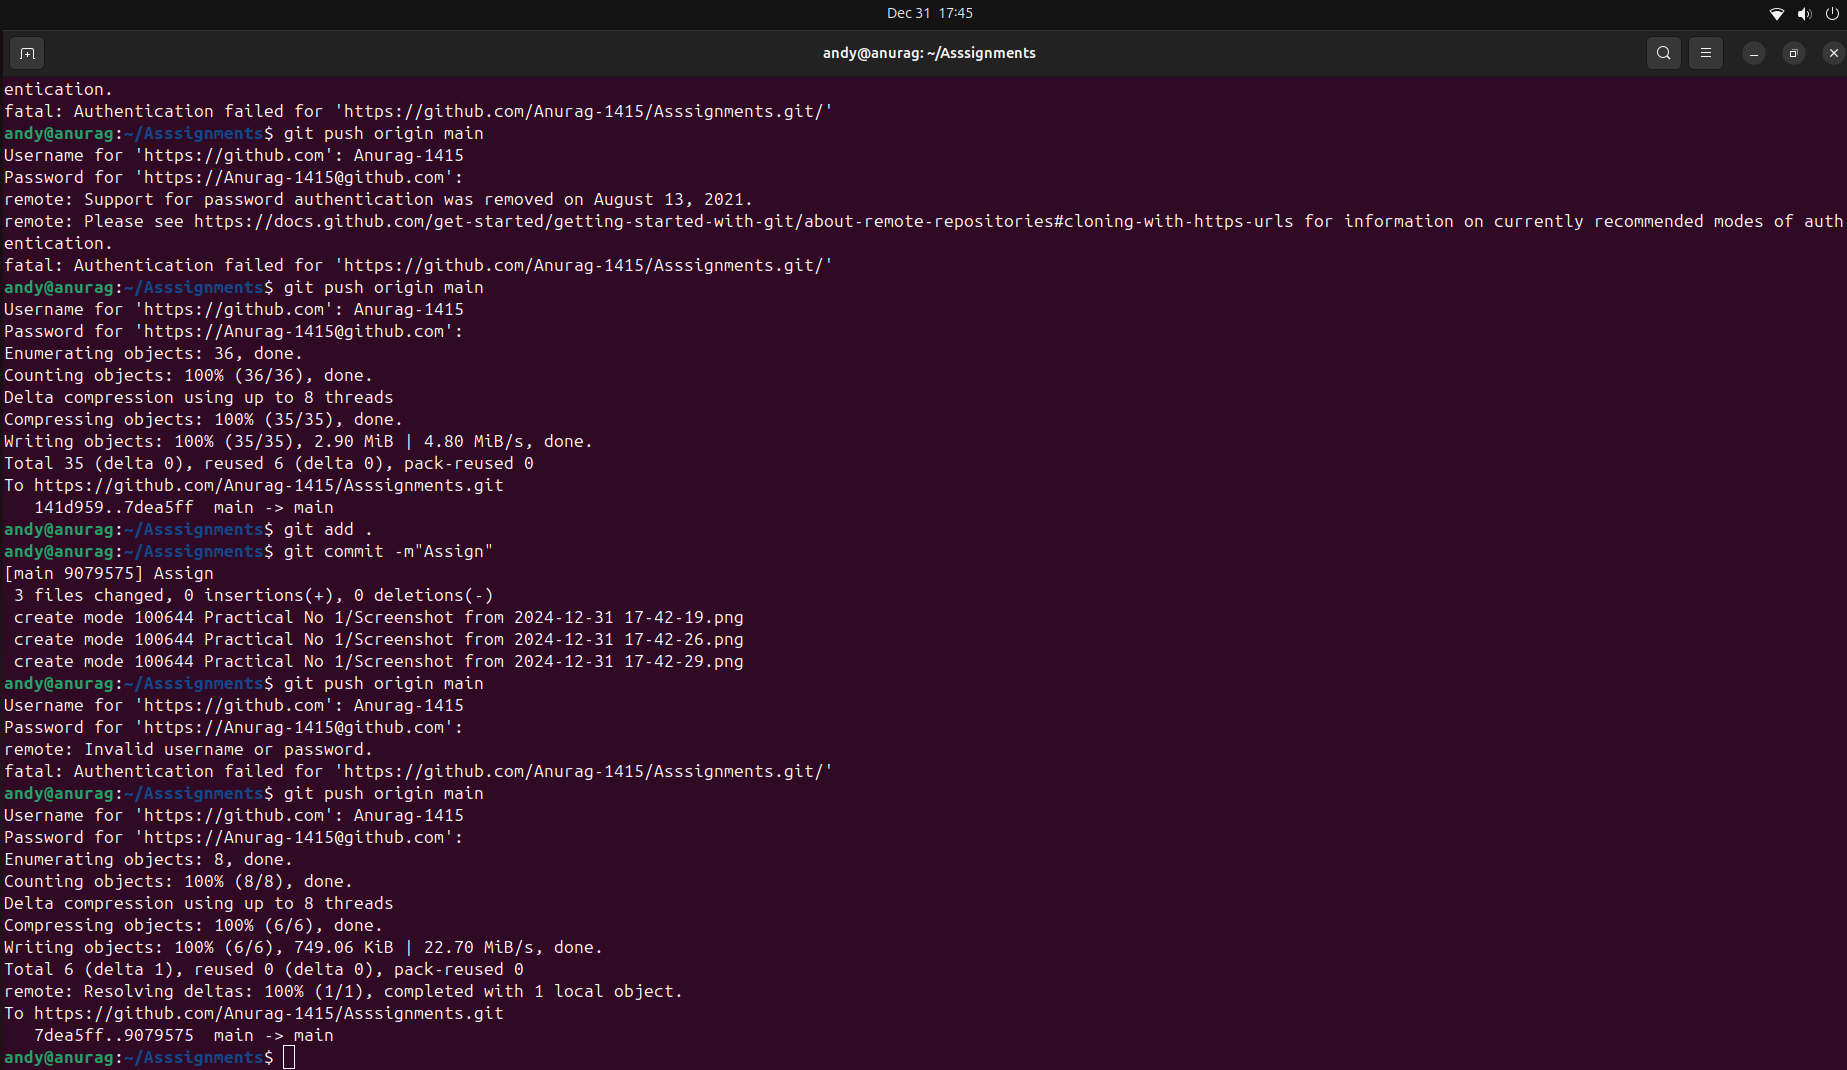 Dec 31 17:45
andy@anurag: ~/Asssignments
entication.
fatal: Authentication failed for 'https://github.com/Anurag-1415/Asssignments.git/'
andy@anurag:~/Asssignments$ git push origin main
Username for 'https://github.com': Anurag-1415
Password for 'https://Anurag-1415@github.com':
remote: Support for password authentication was removed on August 13, 2021.
remote: Please see https://docs.github.com/get-started/getting-started-with-git/about-remote-repositories#cloning-with-https-urls for information on currently recommended modes of auth
entication.
fatal: Authentication failed for 'https://github.com/Anurag-1415/Asssignments.git/'
andy@anurag:~/Asssignments$ git push origin main
Username for 'https://github.com': Anurag-1415
Password for 'https://Anurag-1415@github.com':
Enumerating objects: 36, done.
Counting objects: 100% (36/36), done.
Delta compression using up to 8 threads
Compressing objects: 100% (35/35), done.
Writing objects: 100% (35/35), 2.90 MiB | 4.80 MiB/s, done.
Total 35 (delta 0), reused 6 (delta 0), pack-reused 0
To https://github.com/Anurag-1415/Asssignments.git
   141d959..7dea5ff  main -> main
andy@anurag:~/Asssignments$ git add .
andy@anurag:~/Asssignments$ git commit -m"Assign"
[main 9079575] Assign
 3 files changed, 0 insertions(+), 0 deletions(-)
 create mode 100644 Practical No 1/Screenshot from 2024-12-31 17-42-19.png
 create mode 100644 Practical No 1/Screenshot from 2024-12-31 17-42-26.png
 create mode 100644 Practical No 1/Screenshot from 2024-12-31 17-42-29.png
andy@anurag:~/Asssignments$ git push origin main
Username for 'https://github.com': Anurag-1415
Password for 'https://Anurag-1415@github.com':
remote: Invalid username or password.
fatal: Authentication failed for 'https://github.com/Anurag-1415/Asssignments.git/'
andy@anurag:~/Asssignments$ git push origin main
Username for 'https://github.com': Anurag-1415
Password for 'https://Anurag-1415@github.com':
Enumerating objects: 8, done.
Counting objects: 100% (8/8), done.
Delta compression using up to 8 threads
Compressing objects: 100% (6/6), done.
Writing objects: 100% (6/6), 749.06 KiB | 22.70 MiB/s, done.
Total 6 (delta 1), reused 0 (delta 0), pack-reused 0
remote: Resolving deltas: 100% (1/1), completed with 1 local object.
To https://github.com/Anurag-1415/Asssignments.git
   7dea5ff..9079575  main -> main
andy@anurag:~/Asssignments$